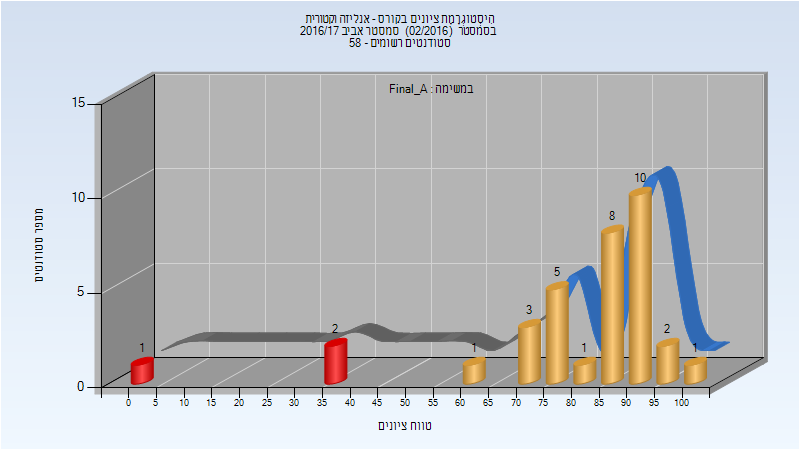 היסטוגרמת ציונים בקורס - אנליזה וקטורית
בסמסטר (02/2016) סמסטר אביב 2016/17
סטודנטים רשומים - 58
במשימה : Final_A
מספר סטודנטים
15
10
5
0
1
2
1
3
5
1
8
10
2
1
0 5 10 15 20 25 30 35 40 45 50 55 60 65 70 75 80 85 90 95 100
טווח ציונים